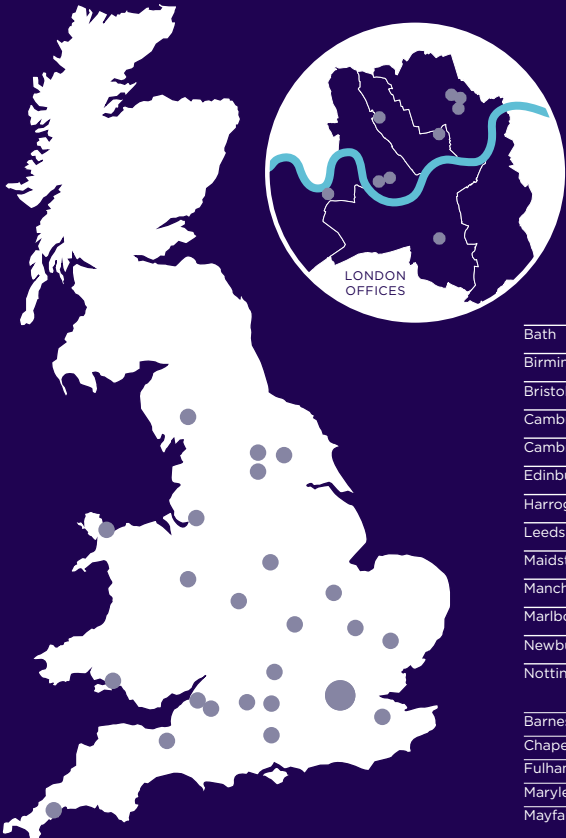 LONDON
OFFICES
Bath
Birmin
Bristo
Camb
Camb
Edinbu
Harrog
Leeds
Maidst
Manch
Marlbo
Newbu
Nottin
Barnes
Chape
Fulhar
Maryle
Mayfa